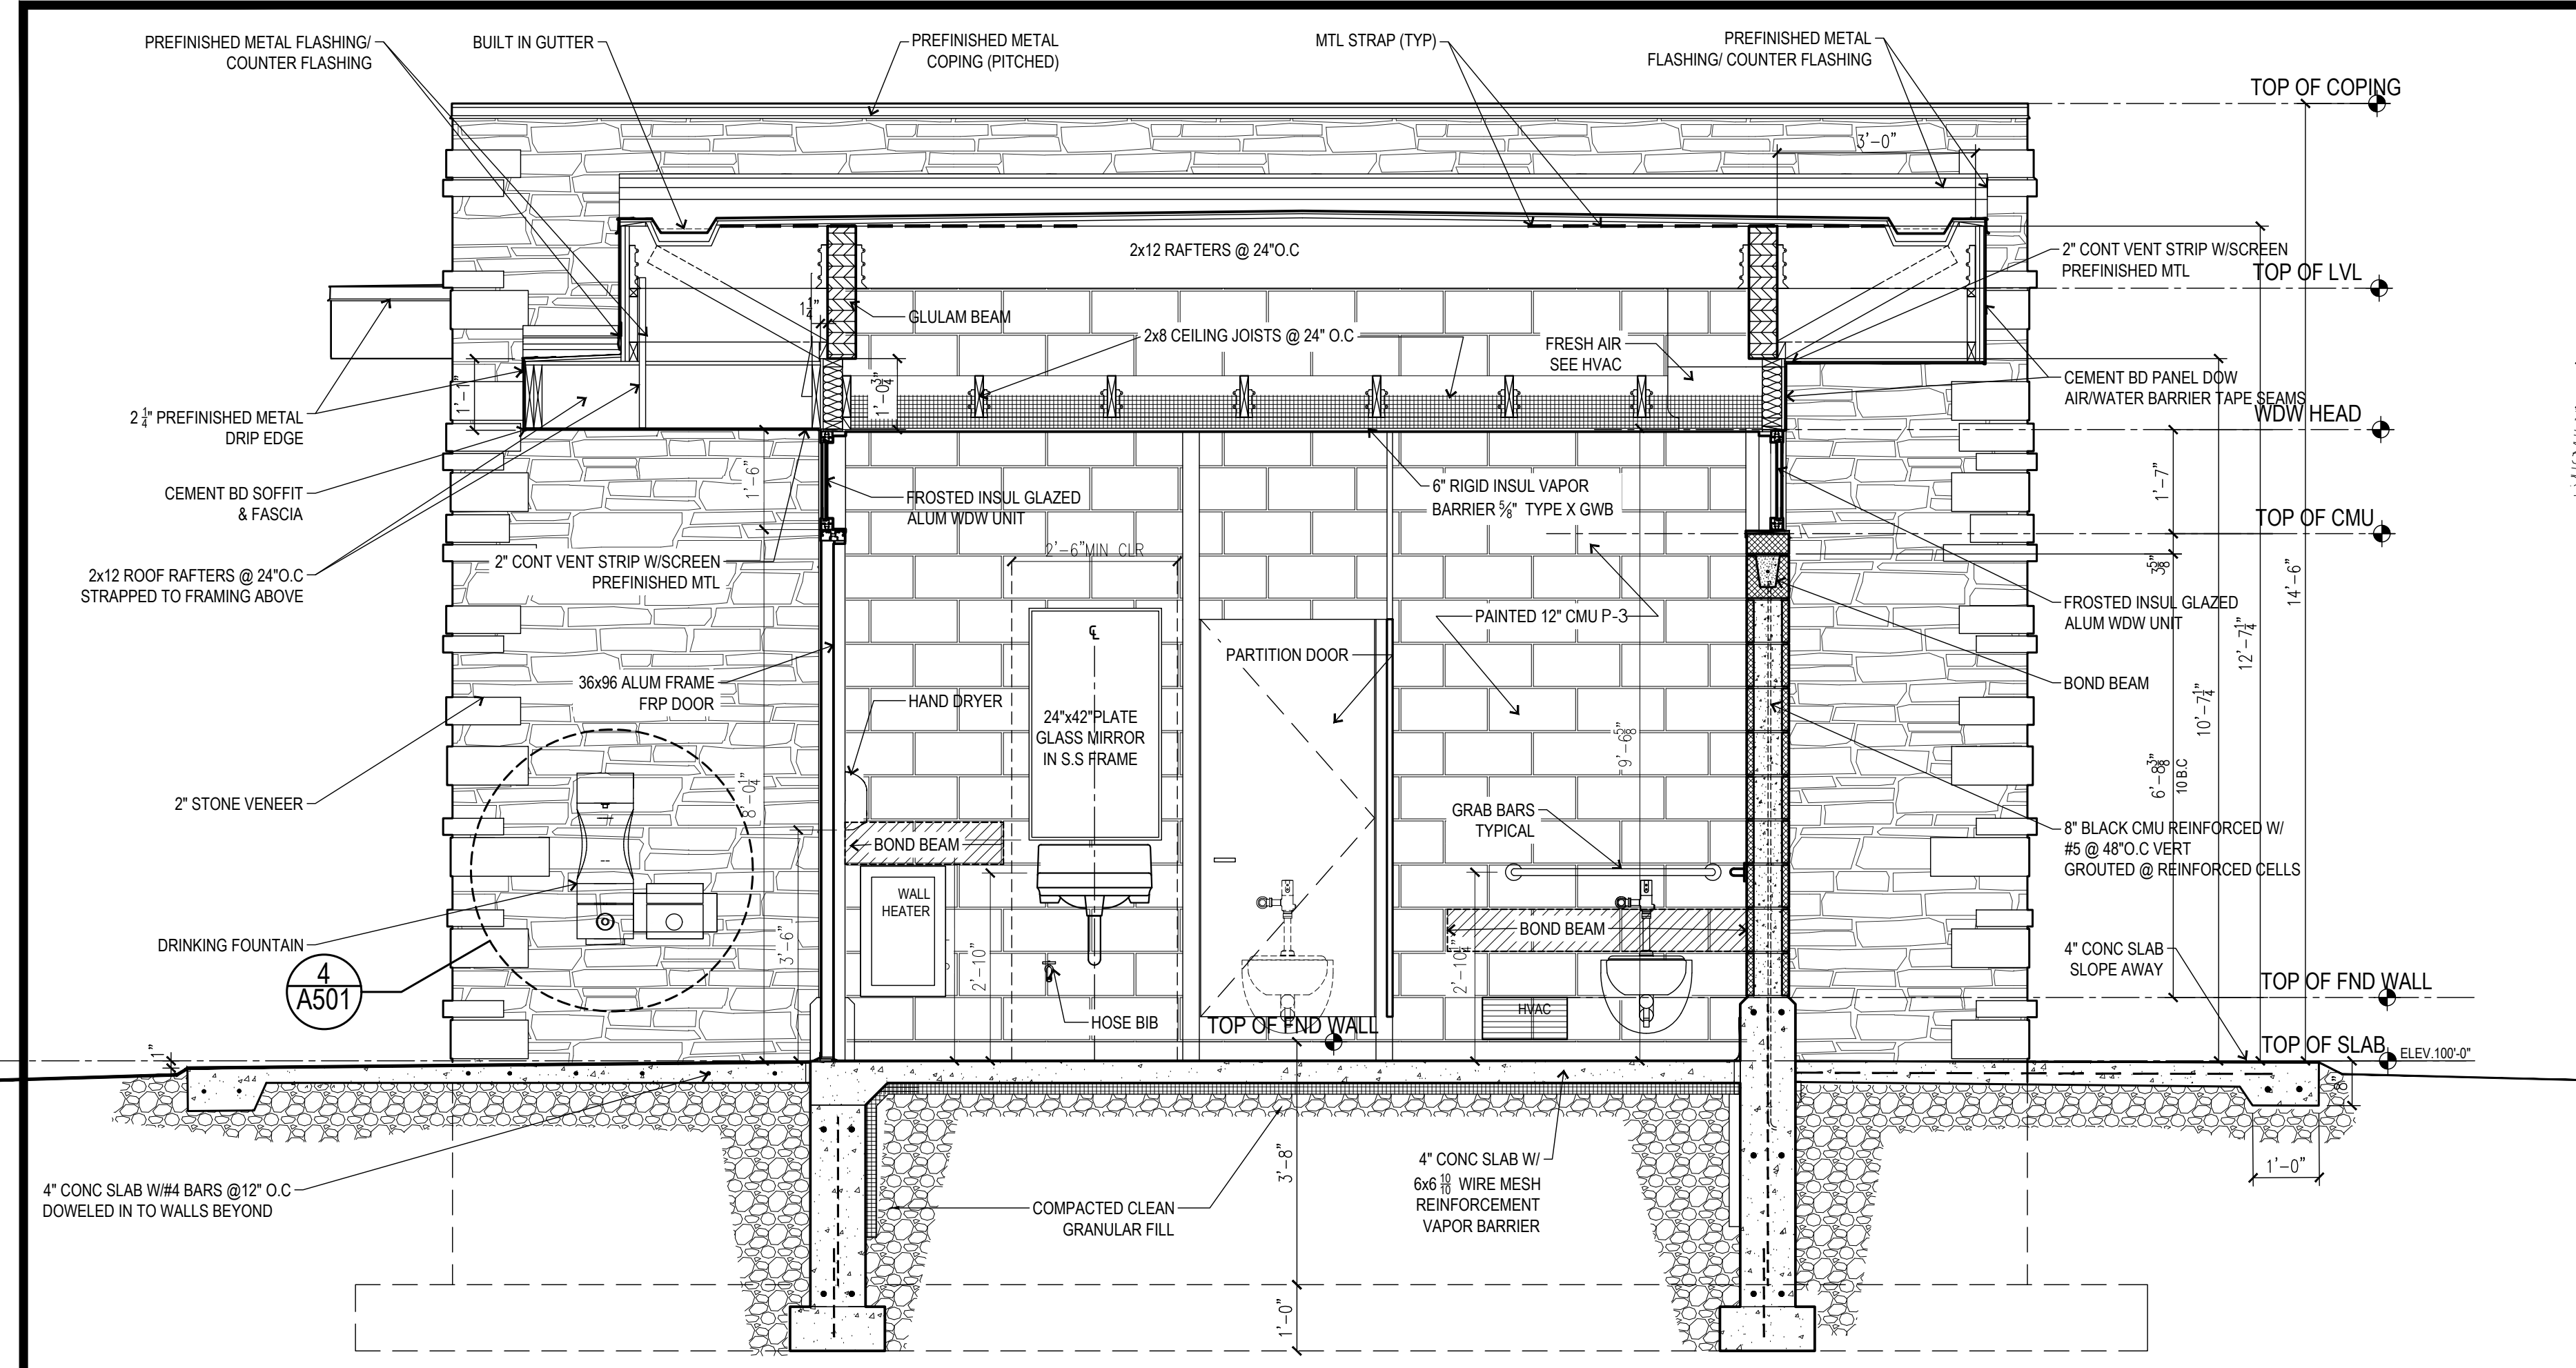 PREFINISHED METAL FLASHING/
COUNTER FLASHING
BUILT IN GUTTER
PREFINISHED METAL
COPING (PITCHED)
MTL STRAP (TYP)
PREFINISHED METAL
FLASHING/ COUNTER FLASHING
TOP OF COPING
3'-0"
2x12 RAFTERS @ 24"O.C
2" CONT VENT STRIP W/SCREEN
PREFINISHED MTL
TOP OF LVL
1 1/4"
GLULAM BEAM
2x8 CEILING JOISTS @ 24" O.C
FRESH AIR
SEE HVAC
CEMENT BD PANEL DOW
AIR/WATER BARRIER TAPE SEAMS
WDW HEAD
1'-1"
1'-0 3/4"
2 1/4" PREFINISHED METAL
DRIP EDGE
CEMENT BD SOFFIT
& FASCIA
1'-6"
FROSTED INSUL GLAZED
ALUM WDW UNIT
6" RIGID INSUL VAPOR
BARRIER 5/8" TYPE X GWB
1'-7"
TOP OF CMU
2'-6"MIN CLR
2" CONT VENT STRIP W/SCREEN
PREFINISHED MTL
2x12 ROOF RAFTERS @ 24"O.C
STRAPPED TO FRAMING ABOVE
3 5/8"
14'-6"
FROSTED INSUL GLAZED
ALUM WDW UNIT
12'-7 1/4"
PAINTED 12" CMU P-3
℄
PARTITION DOOR
36x96 ALUM FRAME
FRP DOOR
HAND DRYER
24"x42"PLATE
GLASS MIRROR
IN S.S FRAME
BOND BEAM
10'-7 1/4"
9'-6 5/8"
6'-8 3/8"
10 B.C
2" STONE VENEER
8'-0 1/4"
GRAB BARS
TYPICAL
8" BLACK CMU REINFORCED W/
#5 @ 48"O.C VERT
GROUTED @ REINFORCED CELLS
BOND BEAM
WALL
HEATER
BOND BEAM
DRINKING FOUNTAIN
3'-6"
2'-10"
2'-10 1/4"
4" CONC SLAB
SLOPE AWAY
4
A501
HOSE BIB
HVAC
TOP OF FND WALL
TOP OF FND WALL
1"
TOP OF SLAB
ELEV.100'-0"
8"
1'-0"
4" CONC SLAB W/#4 BARS @12" O.C
DOWELED IN TO WALLS BEYOND
COMPACTED CLEAN
GRANULAR FILL
3'-8"
4" CONC SLAB W/
6x6 10/10 WIRE MESH
REINFORCEMENT
VAPOR BARRIER
1'-0"